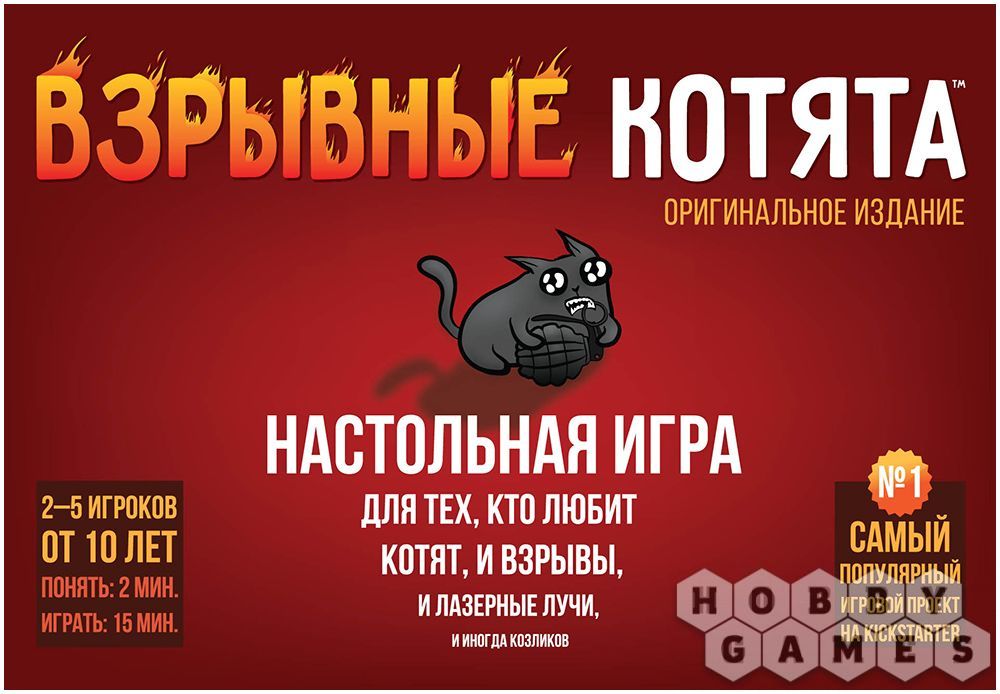 ВЗРЫВНЫЕ КОТЯТА™
ОРИГИНАЛЬНОЕ ИЗДАНИЕ
НАСТОЛЬНАЯ ИГРА
ДЛЯ ТЕХ, КТО ЛЮБИТ
КОТЯТ, И ВЗРЫВЫ,
И ЛАЗЕРНЫЕ ЛУЧИ,
И ИНОГДА КОЗЛИКОВ
2–5 ИГРОКОВ
ОТ 10 ЛЕТ
ПОНЯТЬ: 2 МИН.
ИГРАТЬ: 15 МИН.
№1
САМЫЙ
ПОПУЛЯРНЫЙ
ИГРОВОЙ ПРОЕКТ
НА KICKSTARTER
HOBBY
GAMES